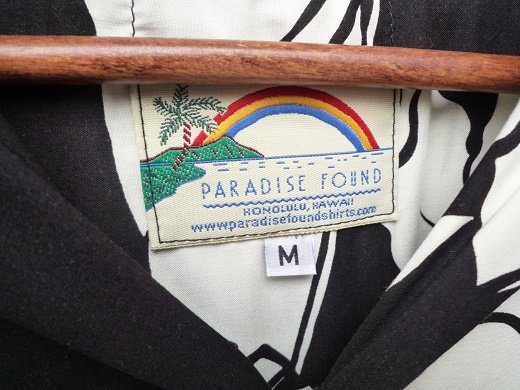 PARADISE FOUND
HONOLULU, HAWAII
www.paradisefoundshirts.com
M